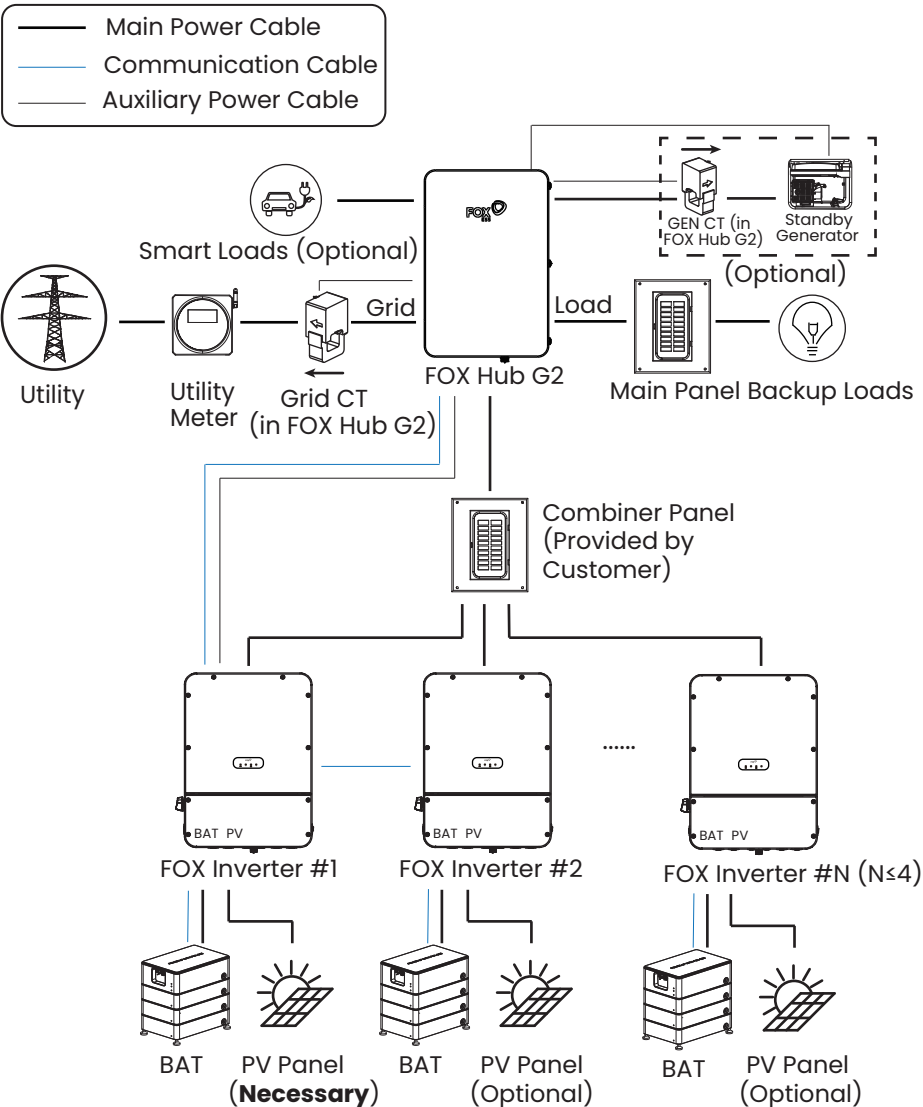 Main Power Cable
Communication Cable
Auxiliary Power Cable
FOX
ESS
GEN CT (in
FOX Hub G2)
Standby
Generator
(Optional)
Smart Loads (Optional)
Grid
Load
Utility
Utility
Meter
Grid CT
(in FOX Hub G2)
FOX Hub G2
Main Panel
Backup Loads
Combiner Panel
(Provided by
Customer)
......
BAT PV
BAT PV
BAT PV
FOX Inverter #1
FOX Inverter #2
FOX Inverter #N (N≤4)
BAT
PV Panel
(Necessary)
BAT
PV Panel
(Optional)
BAT
PV Panel
(Optional)